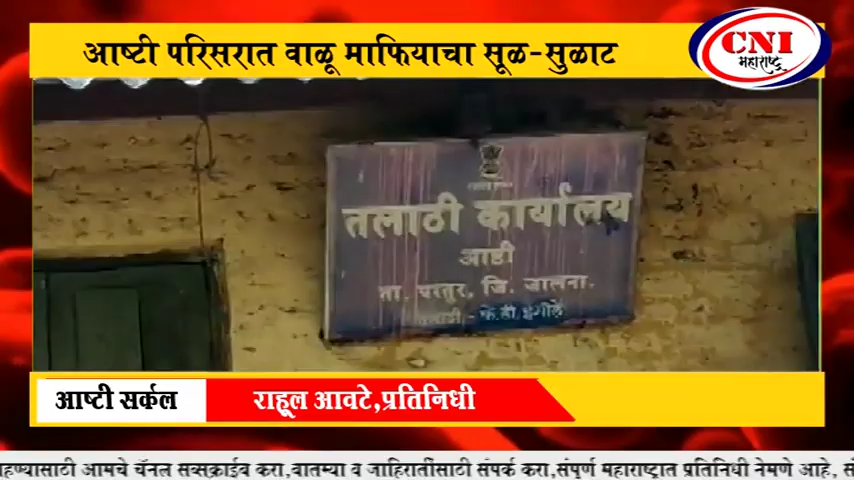 आष्टी परिसरात वाळू माफियाचा सूळ-सुळाट
CNI
महाराष्ट्र
तलाठी कार्यालय
आष्टी
ता. परतुर, जि. जालना.
तलाठी - के.डी.इंगोले
आष्टी सर्कल
राहूल आवटे,प्रतिनिधी
हण्यासाठी आमचे चॅनल सब्सक्राईब करा,बातम्या व जाहिरातींसाठी संपर्क करा,संपूर्ण महाराष्ट्रात प्रतिनिधी नेमणे आहे,